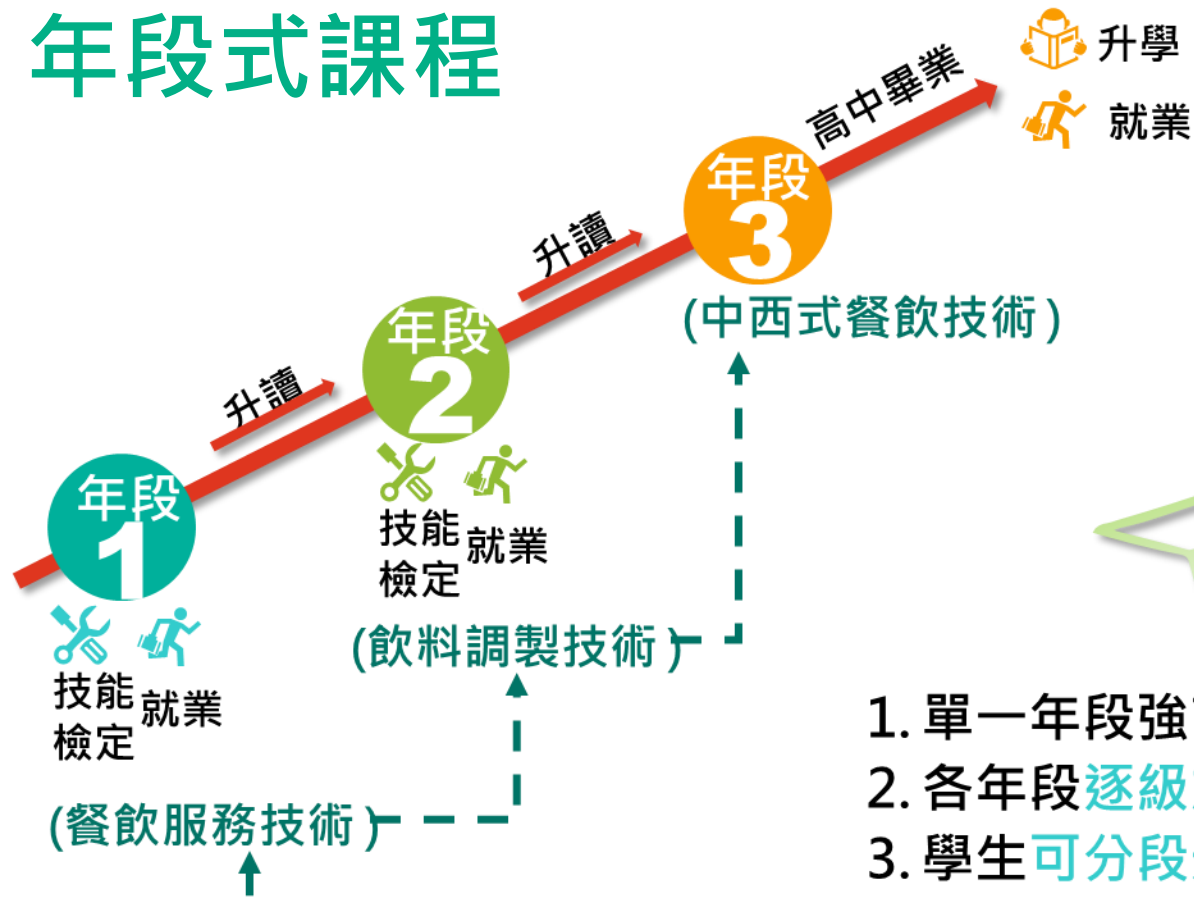 年段式課程
升學
就業
高中畢業
年段
3
升讀
(中西式餐飲技術)
年段
2
升讀
技能
檢定
就業
(飲料調製技術)
年段
1
技能
檢定
就業
(餐飲服務技術)
1. 單一年段強
2. 各年段逐級
3. 學生可分段